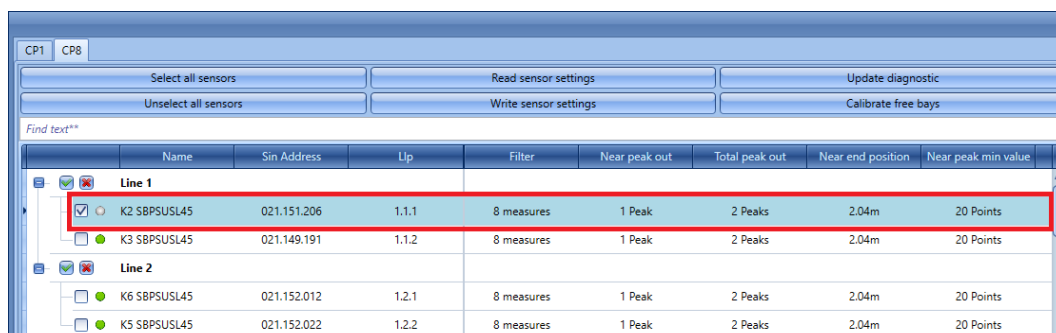 CP1 CP8
Select all sensors Read sensor settings Update diagnostic
Unselect all sensors Write sensor settings Calibrate free bays
Find text**
Name Sin Address Llp Filter Near peak out Total peak out Near end position Near peak min value
Line 1
K2 SBPSUSL45 021.151.206 1.1.1 8 measures 1 Peak 2 Peaks 2.04m 20 Points
K3 SBPSUSL45 021.149.191 1.1.2 8 measures 1 Peak 2 Peaks 2.04m 20 Points
Line 2
K6 SBPSUSL45 021.152.012 1.2.1 8 measures 1 Peak 2 Peaks 2.04m 20 Points
K5 SBPSUSL45 021.152.022 1.2.2 8 measures 1 Peak 2 Peaks 2.04m 20 Points